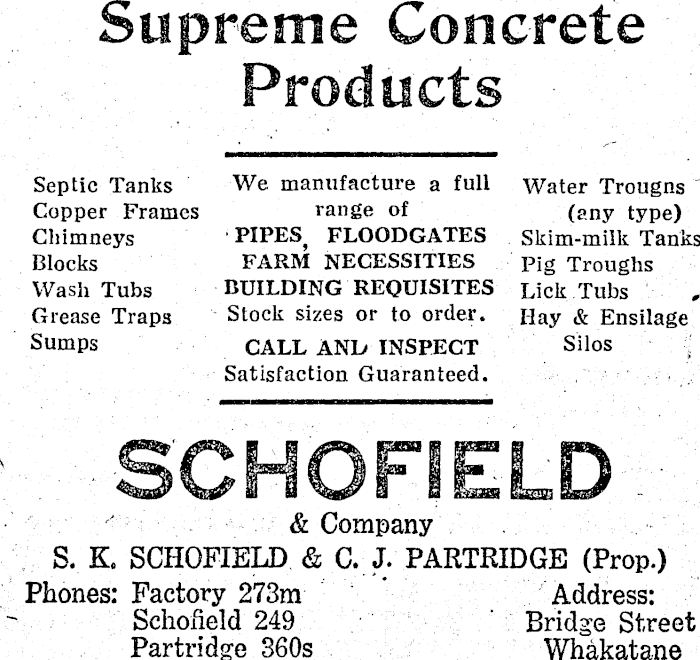 Supreme Concrete
Products
Septic Tanks
Copper Frames
Chimneys
Blocks
Wash Tubs
Grease Traps
Sumps
We manufacture a full
range of
PIPES, FLOODGATES
FARM NECESSITIES
BUILDING REQUISITES
Stock sizes or to order.
CALL AND INSPECT
Satisfaction Guaranteed.
Water Trougns
(any type)
Skim-milk Tanks
Pig Troughs
Lick Tubs
Hay & Ensilage
Silos
SCHOFIELD
& Company
S. K. SCHOFIELD & C. J. PARTRIDGE (Prop.)
Phones: Factory 273m
Schofield 249
Partridge 360s
Address:
Bridge Street
Whakatane